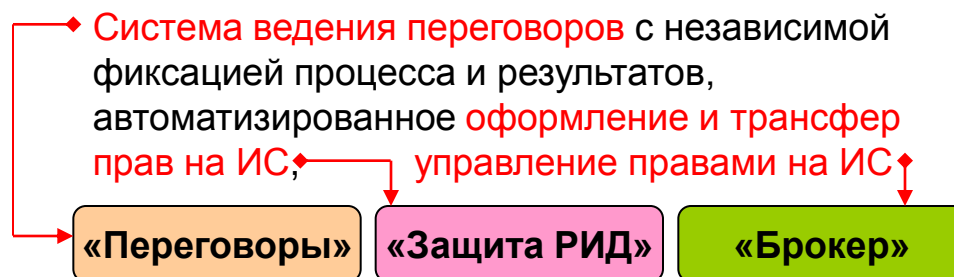 Система ведения переговоров с независимой
фиксацией процесса и результатов,
автоматизированное оформление и трансфер
прав на ИС, управление правами на ИС
«Переговоры» «Защита РИД» «Брокер»